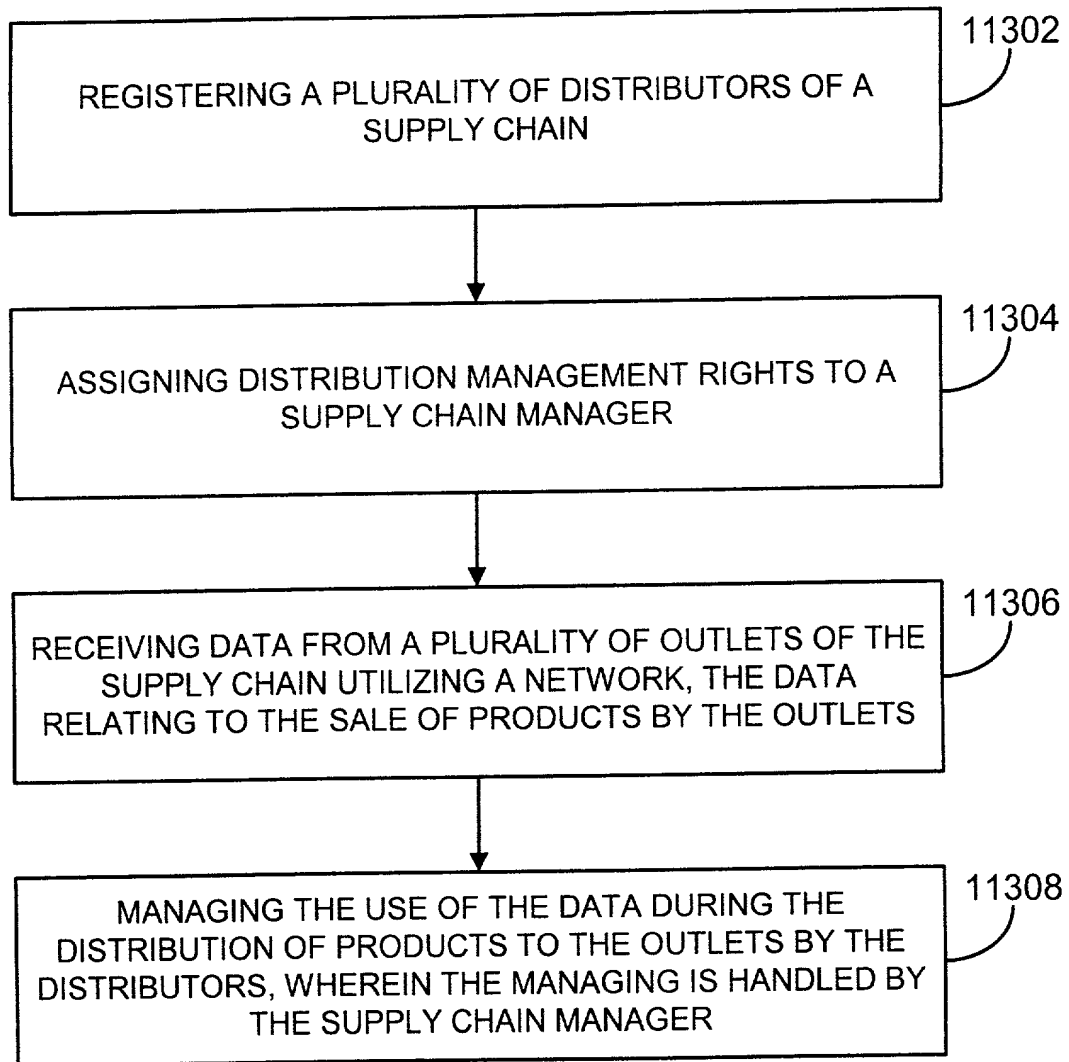 11302
REGISTERING A PLURALITY OF DISTRIBUTORS OF A
SUPPLY CHAIN
11304
ASSIGNING DISTRIBUTION MANAGEMENT RIGHTS TO A
SUPPLY CHAIN MANAGER
11306
RECEIVING DATA FROM A PLURALITY OF OUTLETS OF THE
SUPPLY CHAIN UTILIZING A NETWORK, THE DATA
RELATING TO THE SALE OF PRODUCTS BY THE OUTLETS
11308
MANAGING THE USE OF THE DATA DURING THE
DISTRIBUTION OF PRODUCTS TO THE OUTLETS BY THE
DISTRIBUTORS, WHEREIN THE MANAGING IS HANDLED BY
THE SUPPLY CHAIN MANAGER